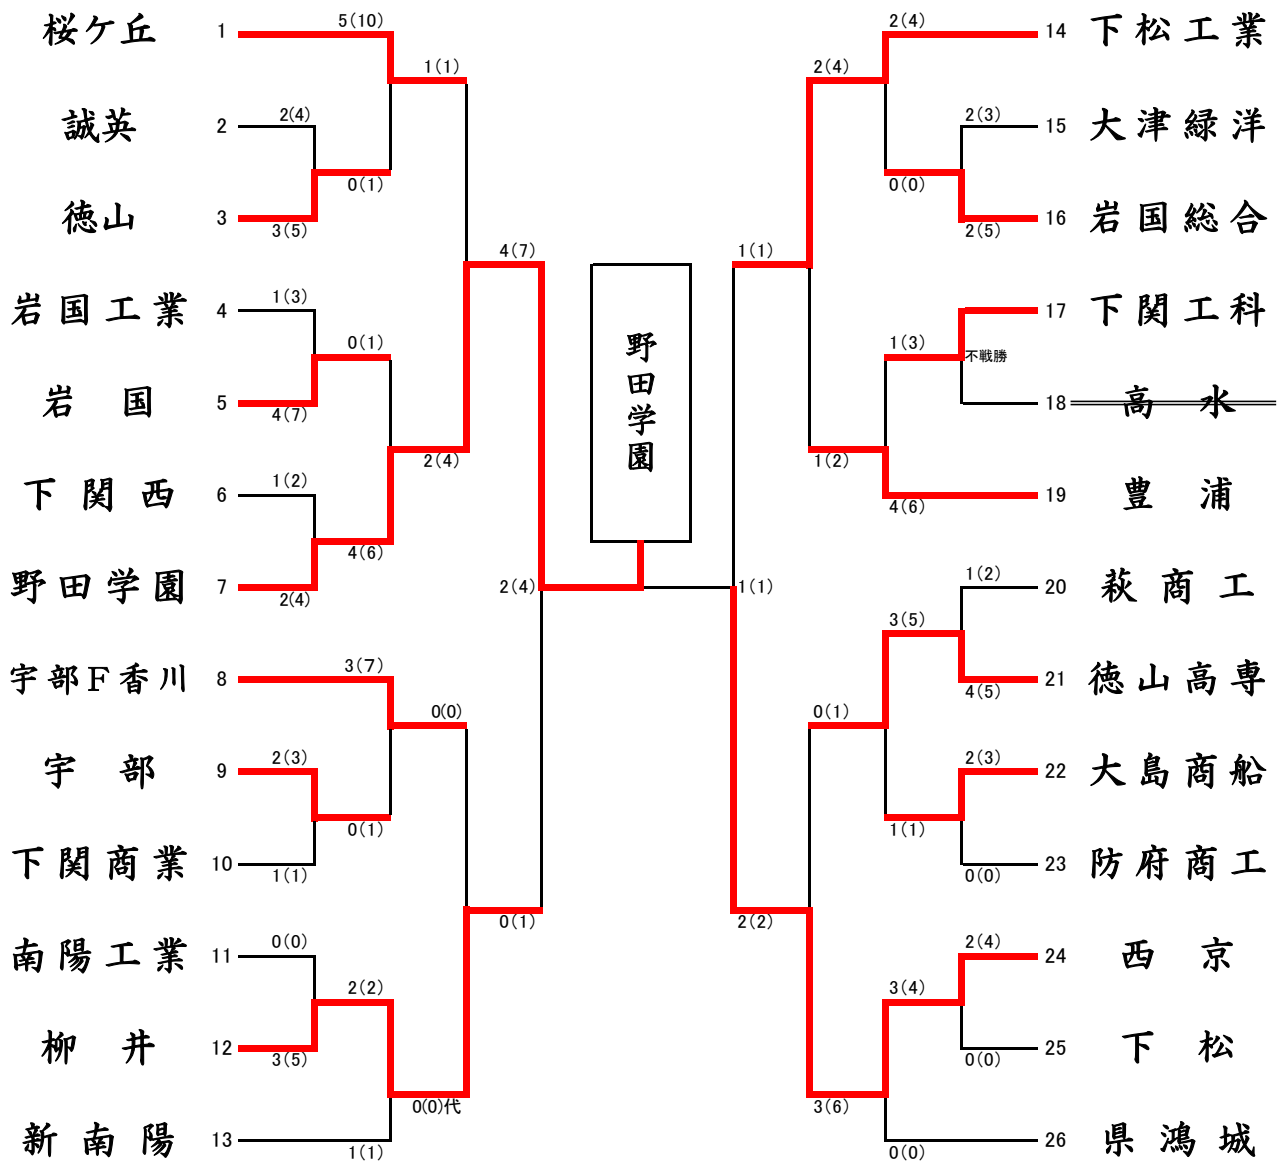 桜ケ丘 1 5(10)
1(1)
誠英 2 2(4)
0(1)
徳山 3 3(5)
4(7)
岩国工業 4 1(3)
0(1)
岩国 5 4(7)
2(4)
下関西 6 1(2)
4(6)
野田学園 7 2(4)
2(4)
宇部F香川 8 3(7)
0(0)
宇部 9 2(3)
0(1)
下関商業 10 1(1)
0(1)
南陽工業 11 0(0)
2(2)
柳井 12 3(5)
0(0)代
新南陽 13 1(1)
野田学園
2(4) 14 下松工業
2(4)
2(3) 15 大津緑洋
0(0)
2(5) 16 岩国総合
1(1)
17 下関工科
1(3) 不戦勝
18 高水
1(2)
4(6) 19 豊浦
1(1)
1(2) 20 萩商工
3(5)
4(5) 21 徳山高専
0(1)
2(3) 22 大島商船
1(1)
0(0) 23 防府商工
2(2)
2(4) 24 西京
3(4)
0(0) 25 下松
3(6)
0(0) 26 県鴻城